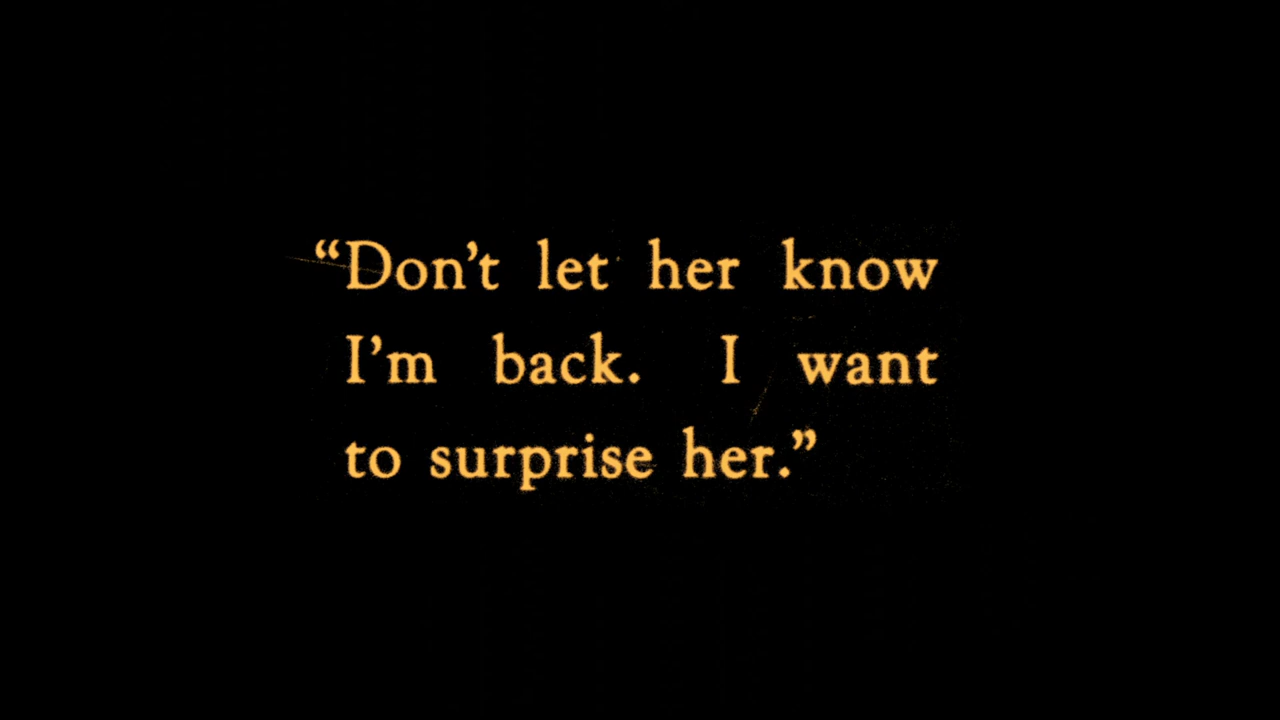 “Don’t let her know
I’m back. I want
to surprise her.”